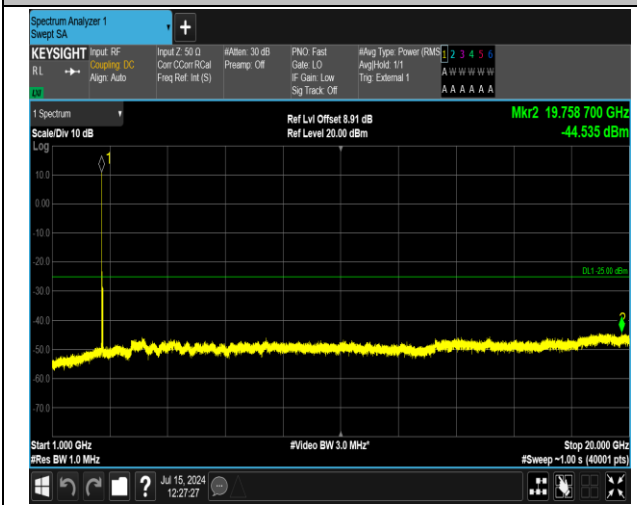 Spectrum Analyzer 1
Swept SA
+
KEYSIGHT Input: RF Input Z: 50 Ω #Atten: 30 dB PNO: Fast #Avg Type: Power (RMS 1 2 3 4 5 6
RL Coupling: DC Corr CCorr RCal Preamp: Off Gate: LO Avg|Hold: 1/1 A W W W W W
Align: Auto Freq Ref: Int (S) IF Gain: Low Trig: External 1
Sig Track: Off A A A A A A
1 Spectrum Ref Lvl Offset 8.91 dB Mkr2 19.758 700 GHz
Scale/Div 10 dB Ref Level 20.00 dBm -44.535 dBm
Log
1
10.0
0.00
-10.0
-20.0
DL1 -25.00 dBm
-30.0
-40.0
2
-50.0
-60.0
-70.0
Start 1.000 GHz #Video BW 3.0 MHz* Stop 20.000 GHz
#Res BW 1.0 MHz #Sweep ~1.00 s (40001 pts)
? Jul 15, 2024
12:27:27